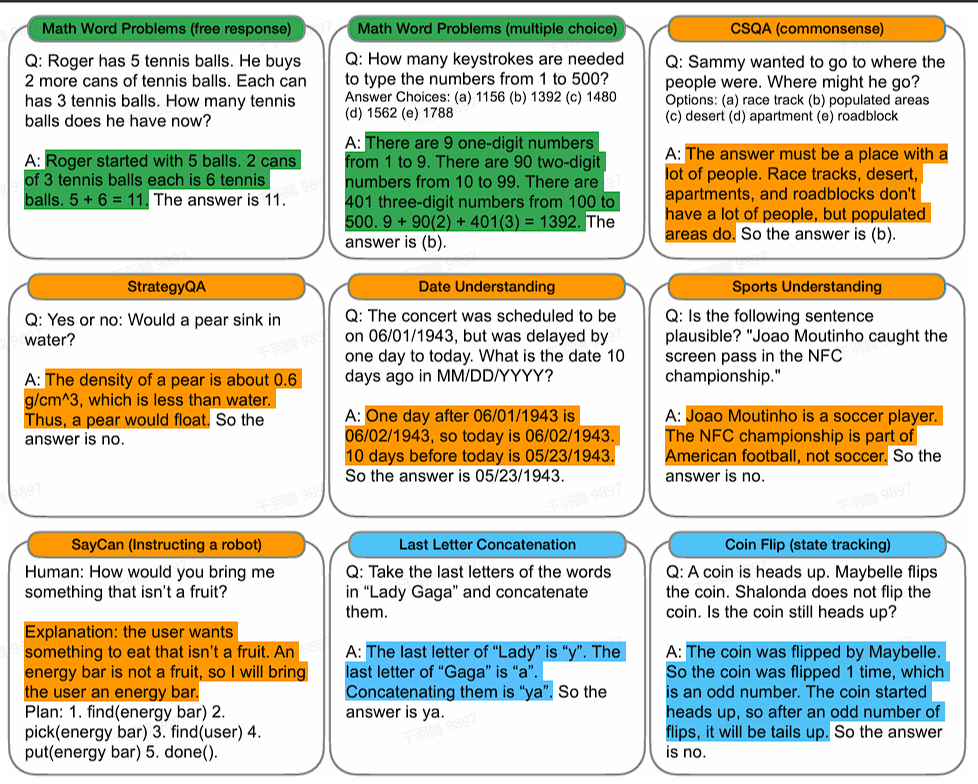 Math Word Problems (free response)
Q: Roger has 5 tennis balls. He buys
2 more cans of tennis balls. Each can
has 3 tennis balls. How many tennis
balls does he have now?
A: Roger started with 5 balls. 2 cans
of 3 tennis balls each is 6 tennis
balls. 5 + 6 = 11. The answer is 11.
Math Word Problems (multiple choice)
Q: How many keystrokes are needed
to type the numbers from 1 to 500?
Answer Choices: (a) 1156 (b) 1392 (c) 1480
(d) 1562 (e) 1788
A: There are 9 one-digit numbers
from 1 to 9. There are 90 two-digit
numbers from 10 to 99. There are
401 three-digit numbers from 100 to
500. 9 + 90(2) + 401(3) = 1392. The
answer is (b).
CSQA (commonsense)
Q: Sammy wanted to go to where the
people were. Where might he go?
Options: (a) race track (b) populated areas
(c) desert (d) apartment (e) roadblock
A: The answer must be a place with a
lot of people. Race tracks, desert,
apartments, and roadblocks don't
have a lot of people, but populated
areas do. So the answer is (b).
StrategyQA
Q: Yes or no: Would a pear sink in
water?
A: The density of a pear is about 0.6
g/cm^3, which is less than water.
Thus, a pear would float. So the
answer is no.
Date Understanding
Q: The concert was scheduled to be
on 06/01/1943, but was delayed by
one day to today. What is the date 10
days ago in MM/DD/YYYY?
A: One day after 06/01/1943 is
06/02/1943, so today is 06/02/1943.
10 days before today is 05/23/1943.
So the answer is 05/23/1943.
Sports Understanding
Q: Is the following sentence
plausible? "Joao Moutinho caught the
screen pass in the NFC
championship."
A: Joao Moutinho is a soccer player.
The NFC championship is part of
American football, not soccer. So the
answer is no.
SayCan (Instructing a robot)
Human: How would you bring me
something that isn't a fruit?
Explanation: the user wants
something to eat that isn't a fruit. An
energy bar is not a fruit, so I will bring
the user an energy bar.
Plan: 1. find(energy bar) 2.
pick(energy bar) 3. find(user) 4.
put(energy bar) 5. done().
Last Letter Concatenation
Q: Take the last letters of the words
in “Lady Gaga” and concatenate
them.
A: The last letter of “Lady” is “y”. The
last letter of “Gaga” is “a”.
Concatenating them is “ya”. So the
answer is ya.
Coin Flip (state tracking)
Q: A coin is heads up. Maybelle flips
the coin. Shalonda does not flip the
coin. Is the coin still heads up?
A: The coin was flipped by Maybelle.
So the coin was flipped 1 time, which
is an odd number. The coin started
heads up, so after an odd number of
flips, it will be tails up. So the answer
is no.